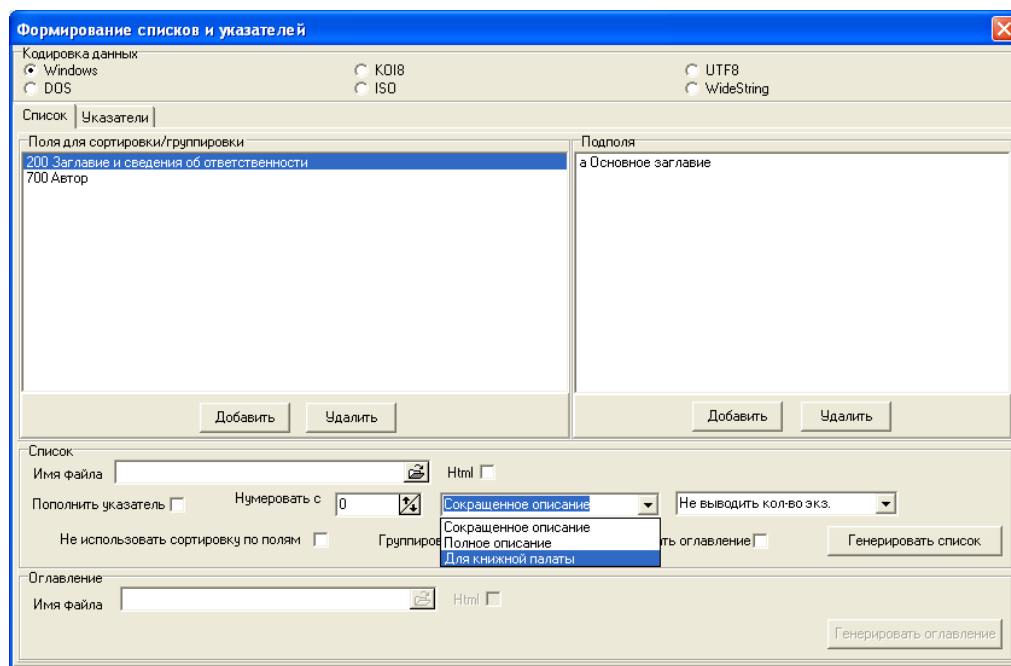 Формирование списков и указателей
Кодировка данных
Windows KOI8 UTF8
DOS ISO WideString
Список Указатели
Поля для сортировки/группировки Подполя
200 Заглавие и сведения об ответственности а Основное заглавие
700 Автор
Добавить Удалить Добавить Удалить
Список
Имя файла Html
Пополнить указатель Нумеровать с 0 Сокращенное описание Не выводить кол-во экз.
Сокращенное описание
Не использовать сортировку по полям Полное описание оглавление Генерировать список
Для книжной палаты
Оглавление
Имя файла Html
Генерировать оглавление